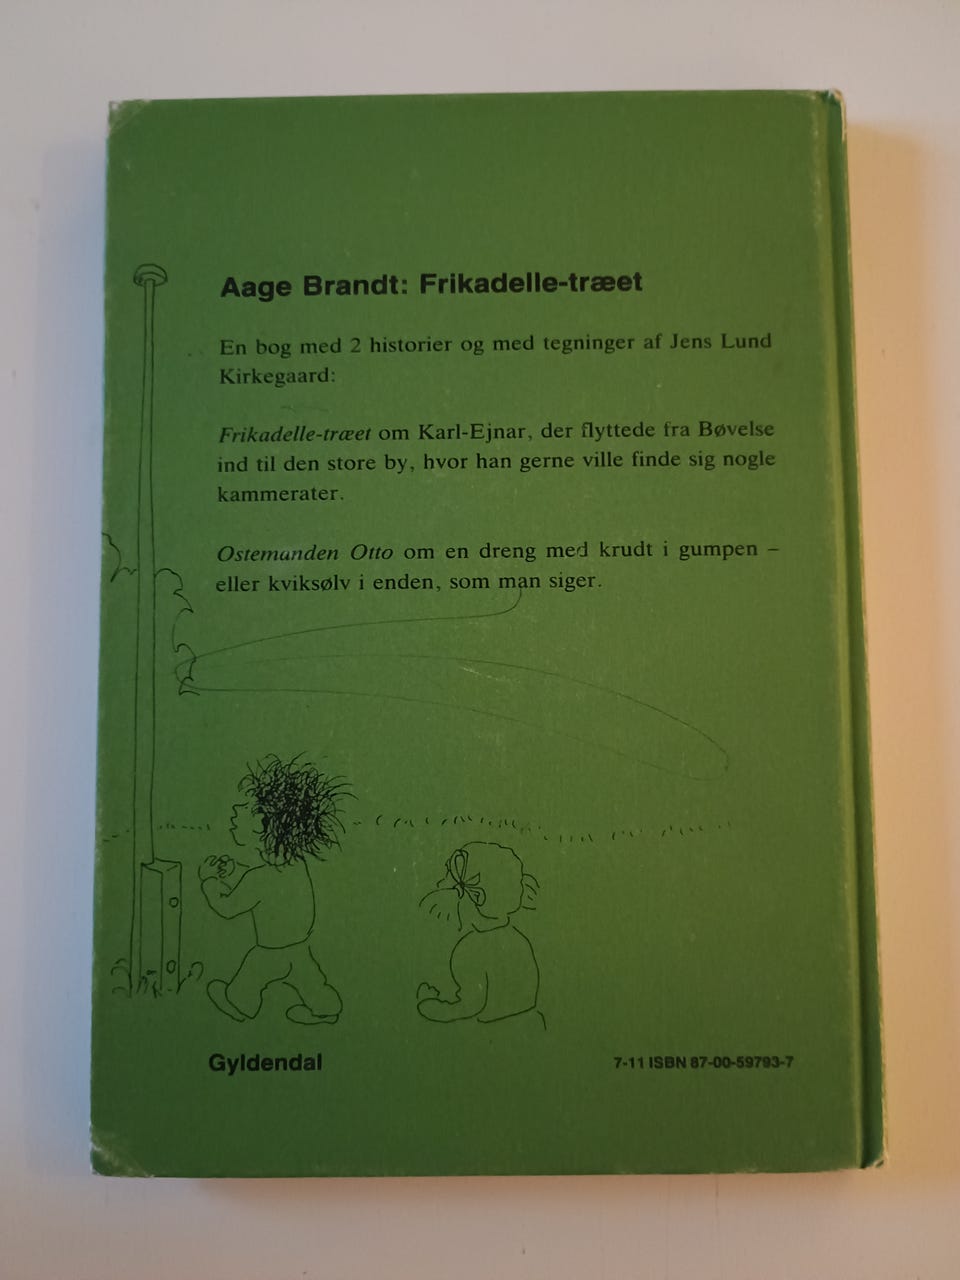 Aage Brandt: Frikadelle-træet
En bog med 2 historier og med tegninger af Jens Lund
Kirkegaard:
Frikadelle-træet om Karl-Ejnar, der flyttede fra Bøvelse
ind til den store by, hvor han gerne ville finde sig nogle
kammerater.
Ostemanden Otto om en dreng med krudt i gumpen –
eller kviksølv i enden, som man siger.
Gyldendal
7-11 ISBN 87-00-59793-7